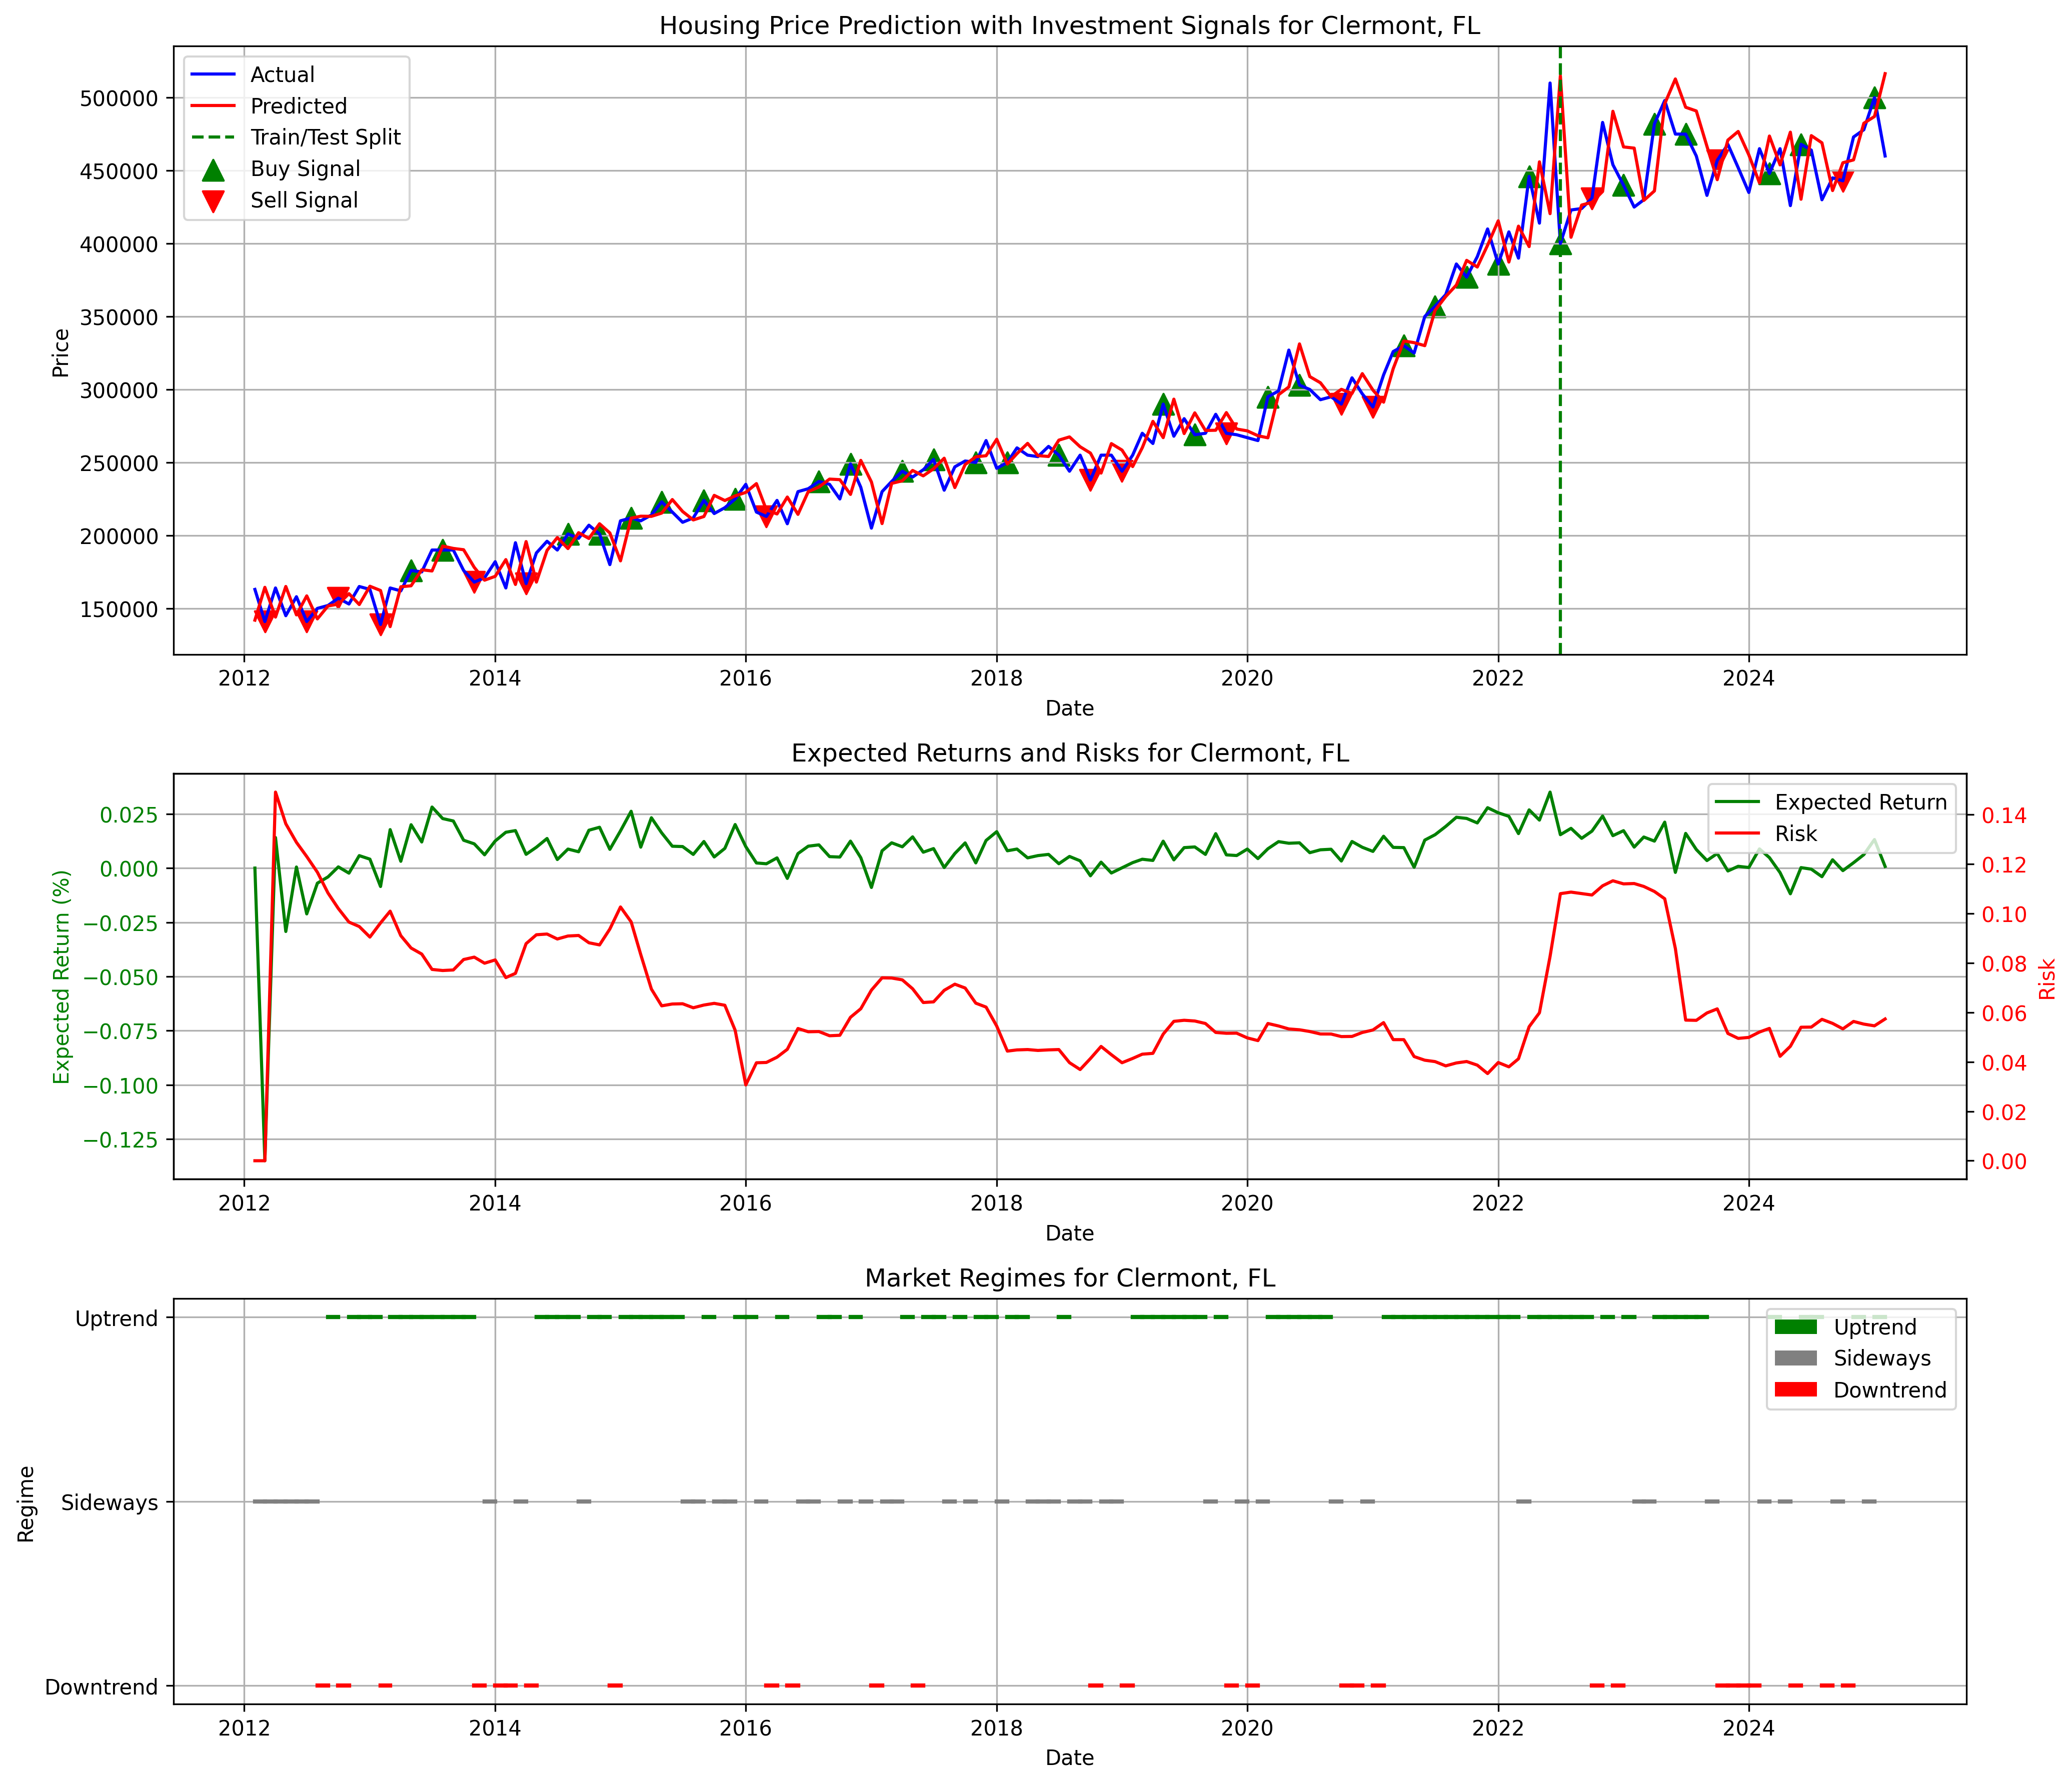 Housing Price Prediction with Investment Signals for Clermont, FL
Actual
Predicted
Train/Test Split
Buy Signal
Sell Signal
500000
450000
400000
350000
300000
250000
200000
150000
Price
2012 2014 2016 2018 2020 2022 2024
Date
Expected Returns and Risks for Clermont, FL
Expected Return
Risk
0.025
0.000
−0.025
−0.050
−0.075
−0.100
−0.125
Expected Return (%)
0.14
0.12
0.10
0.08
0.06
0.04
0.02
0.00
Risk
2012 2014 2016 2018 2020 2022 2024
Date
Market Regimes for Clermont, FL
Uptrend
Sideways
Downtrend
Uptrend
Sideways
Downtrend
Regime
2012 2014 2016 2018 2020 2022 2024
Date